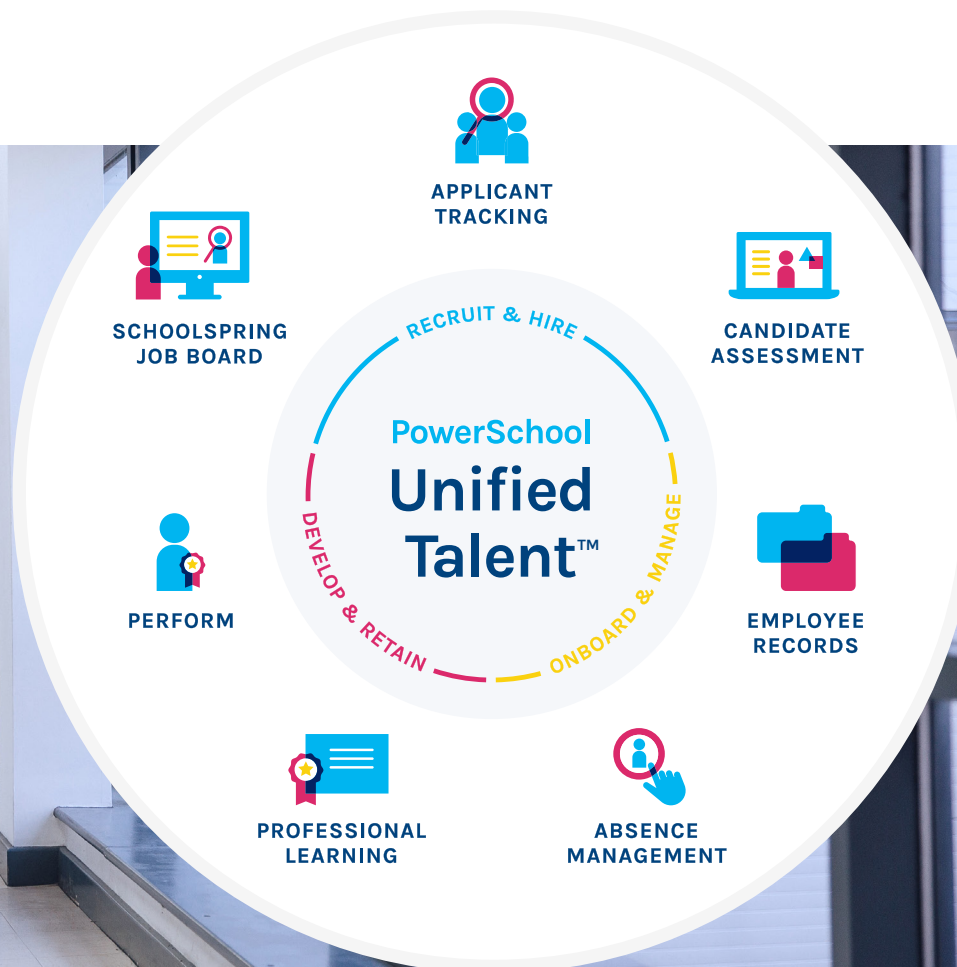 APPLICANT
TRACKING
SCHOOLSPRING
JOB BOARD
CANDIDATE
ASSESSMENT
RECRUIT & HIRE
PowerSchool
Unified
Talent™
DEVELOP & RETAIN
ONBOARD & MANAGE
PERFORM
EMPLOYEE
RECORDS
PROFESSIONAL
LEARNING
ABSENCE
MANAGEMENT